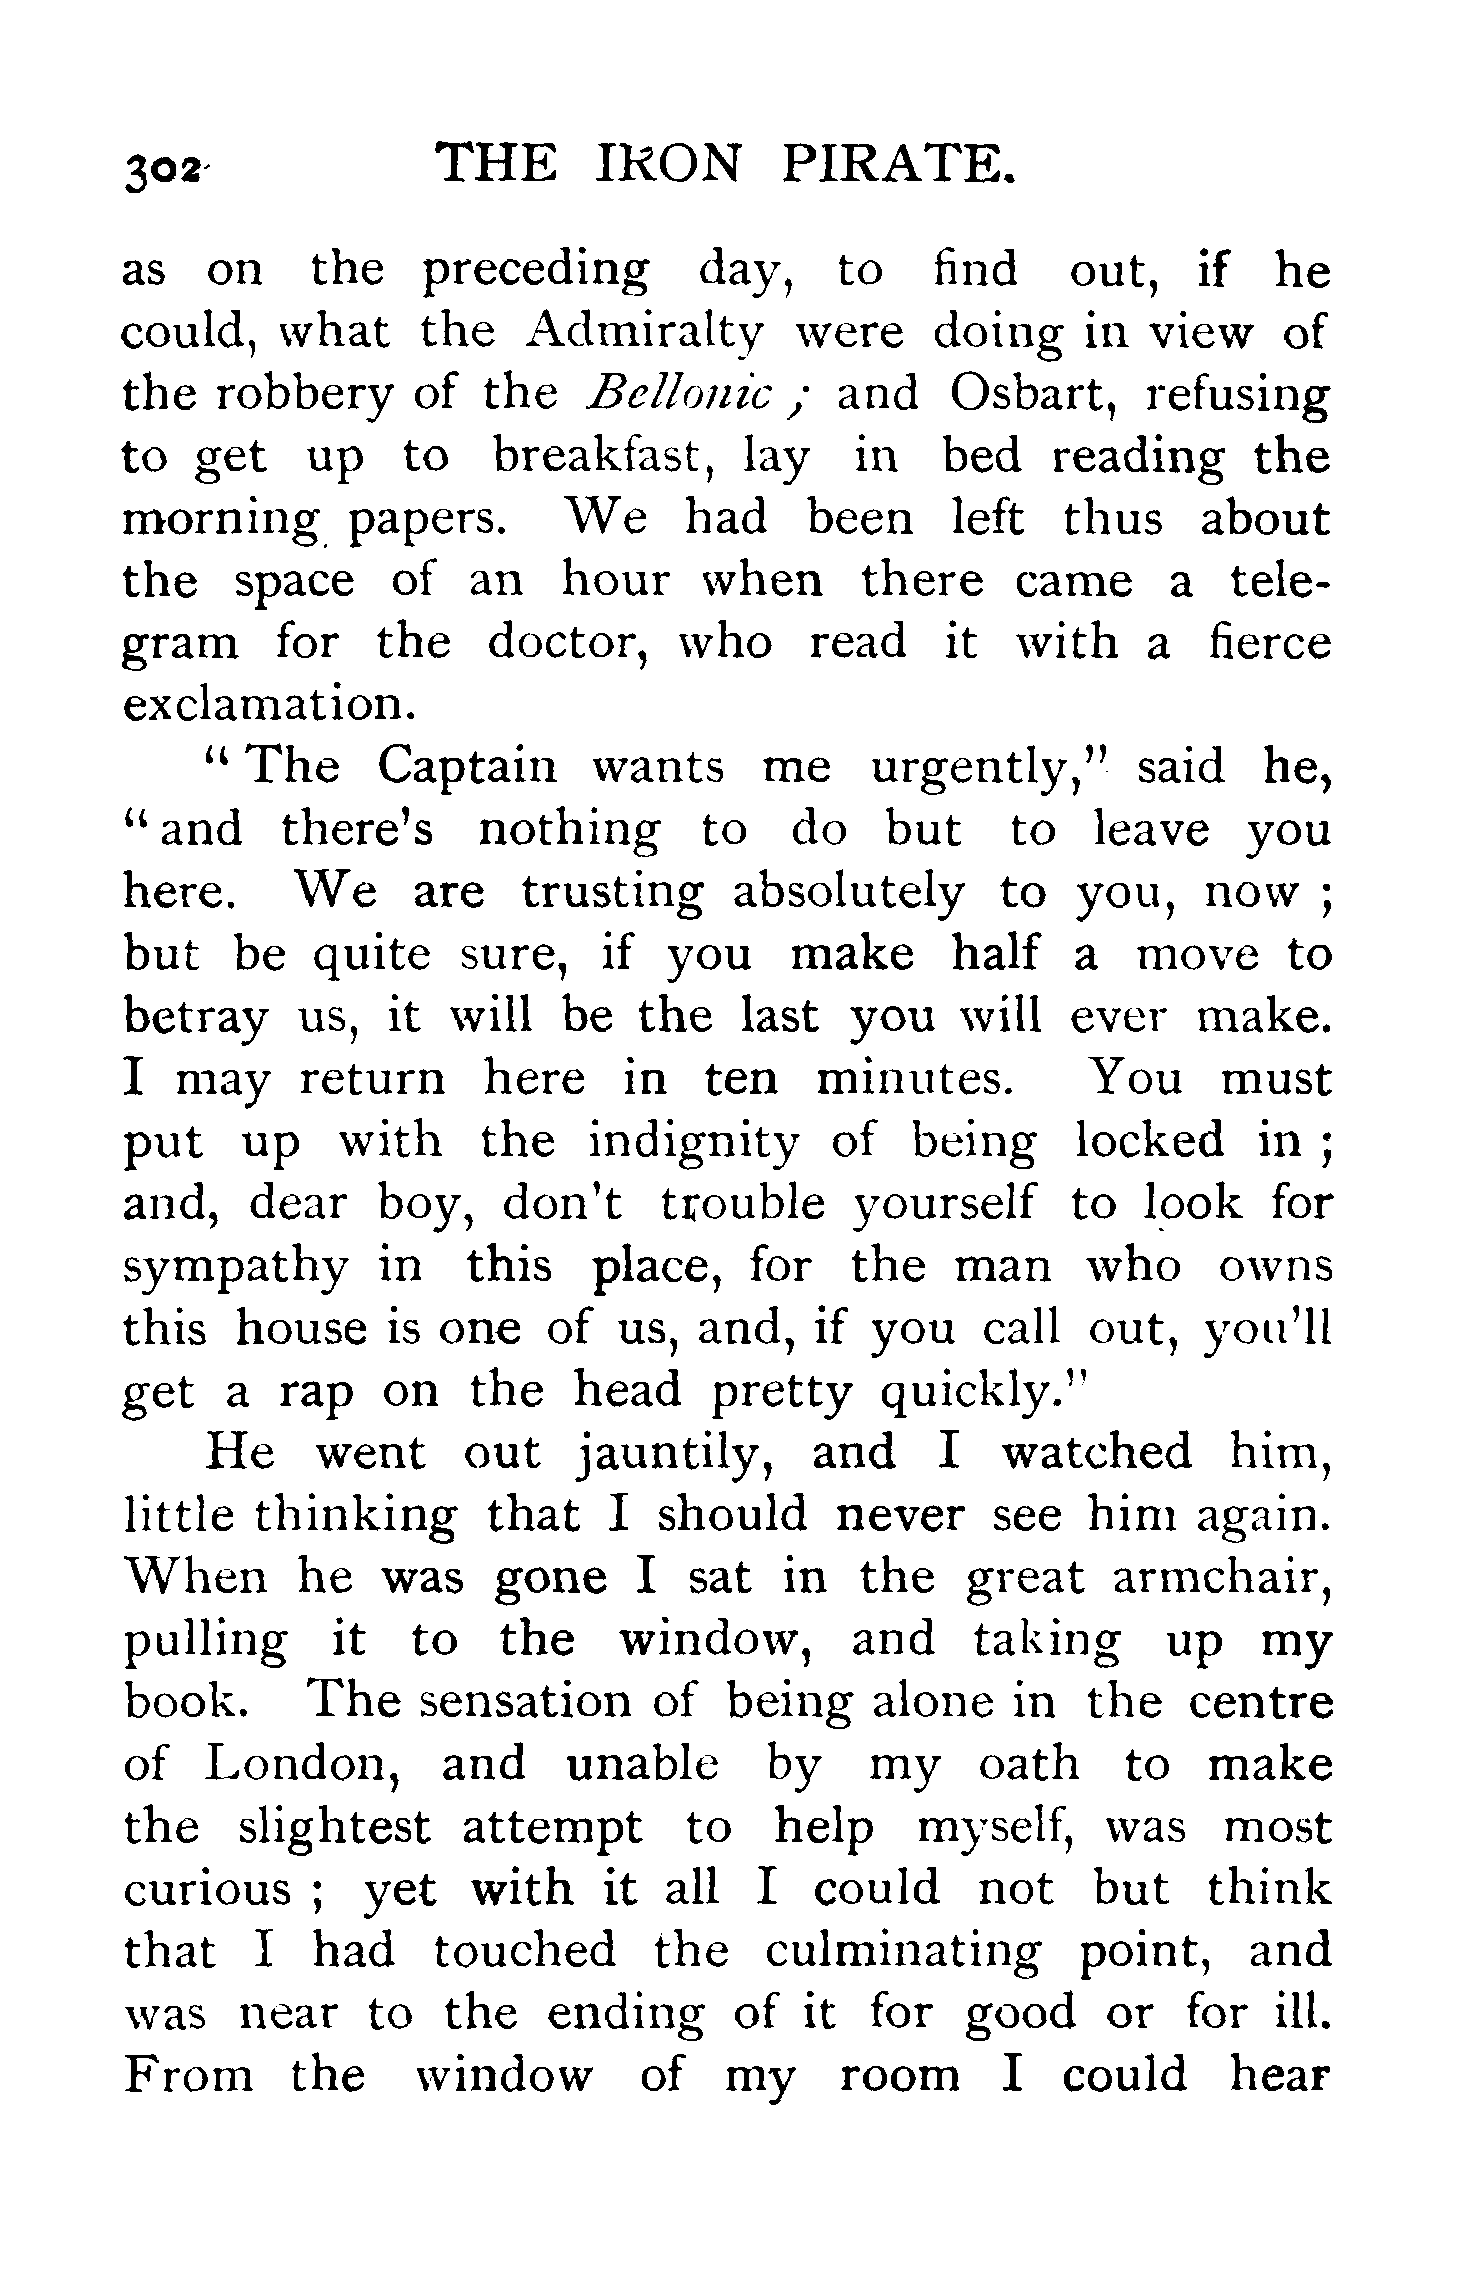 302 THE IRON PIRATE.
as on the preceding day, to find out, if he
could, what the Admiralty were doing in view of
the robbery of the Bellonic ; and Osbart, refusing
to get up to breakfast, lay in bed reading the
morning papers. We had been left thus about
the space of an hour when there came a tele-
gram for the doctor, who read it with a fierce
exclamation.
" The Captain wants me urgently," said he,
" and there's nothing to do but to leave you
here. We are trusting absolutely to you, now ;
but be quite sure, if you make half a move to
betray us, it will be the last you will ever make.
I may return here in ten minutes. You must
put up with the indignity of being locked in ;
and, dear boy, don't trouble yourself to look for
sympathy in this place, for the man who owns
this house is one of us, and, if you call out, you'll
get a rap on the head pretty quickly."
He went out jauntily, and I watched him,
little thinking that I should never see him again.
When he was gone I sat in the great armchair,
pulling it to the window, and taking up my
book. The sensation of being alone in the centre
of London, and unable by my oath to make
the slightest attempt to help myself, was most
curious ; yet with it all I could not but think
that I had touched the culminating point, and
was near to the ending of it for good or for ill.
From the window of my room I could hear